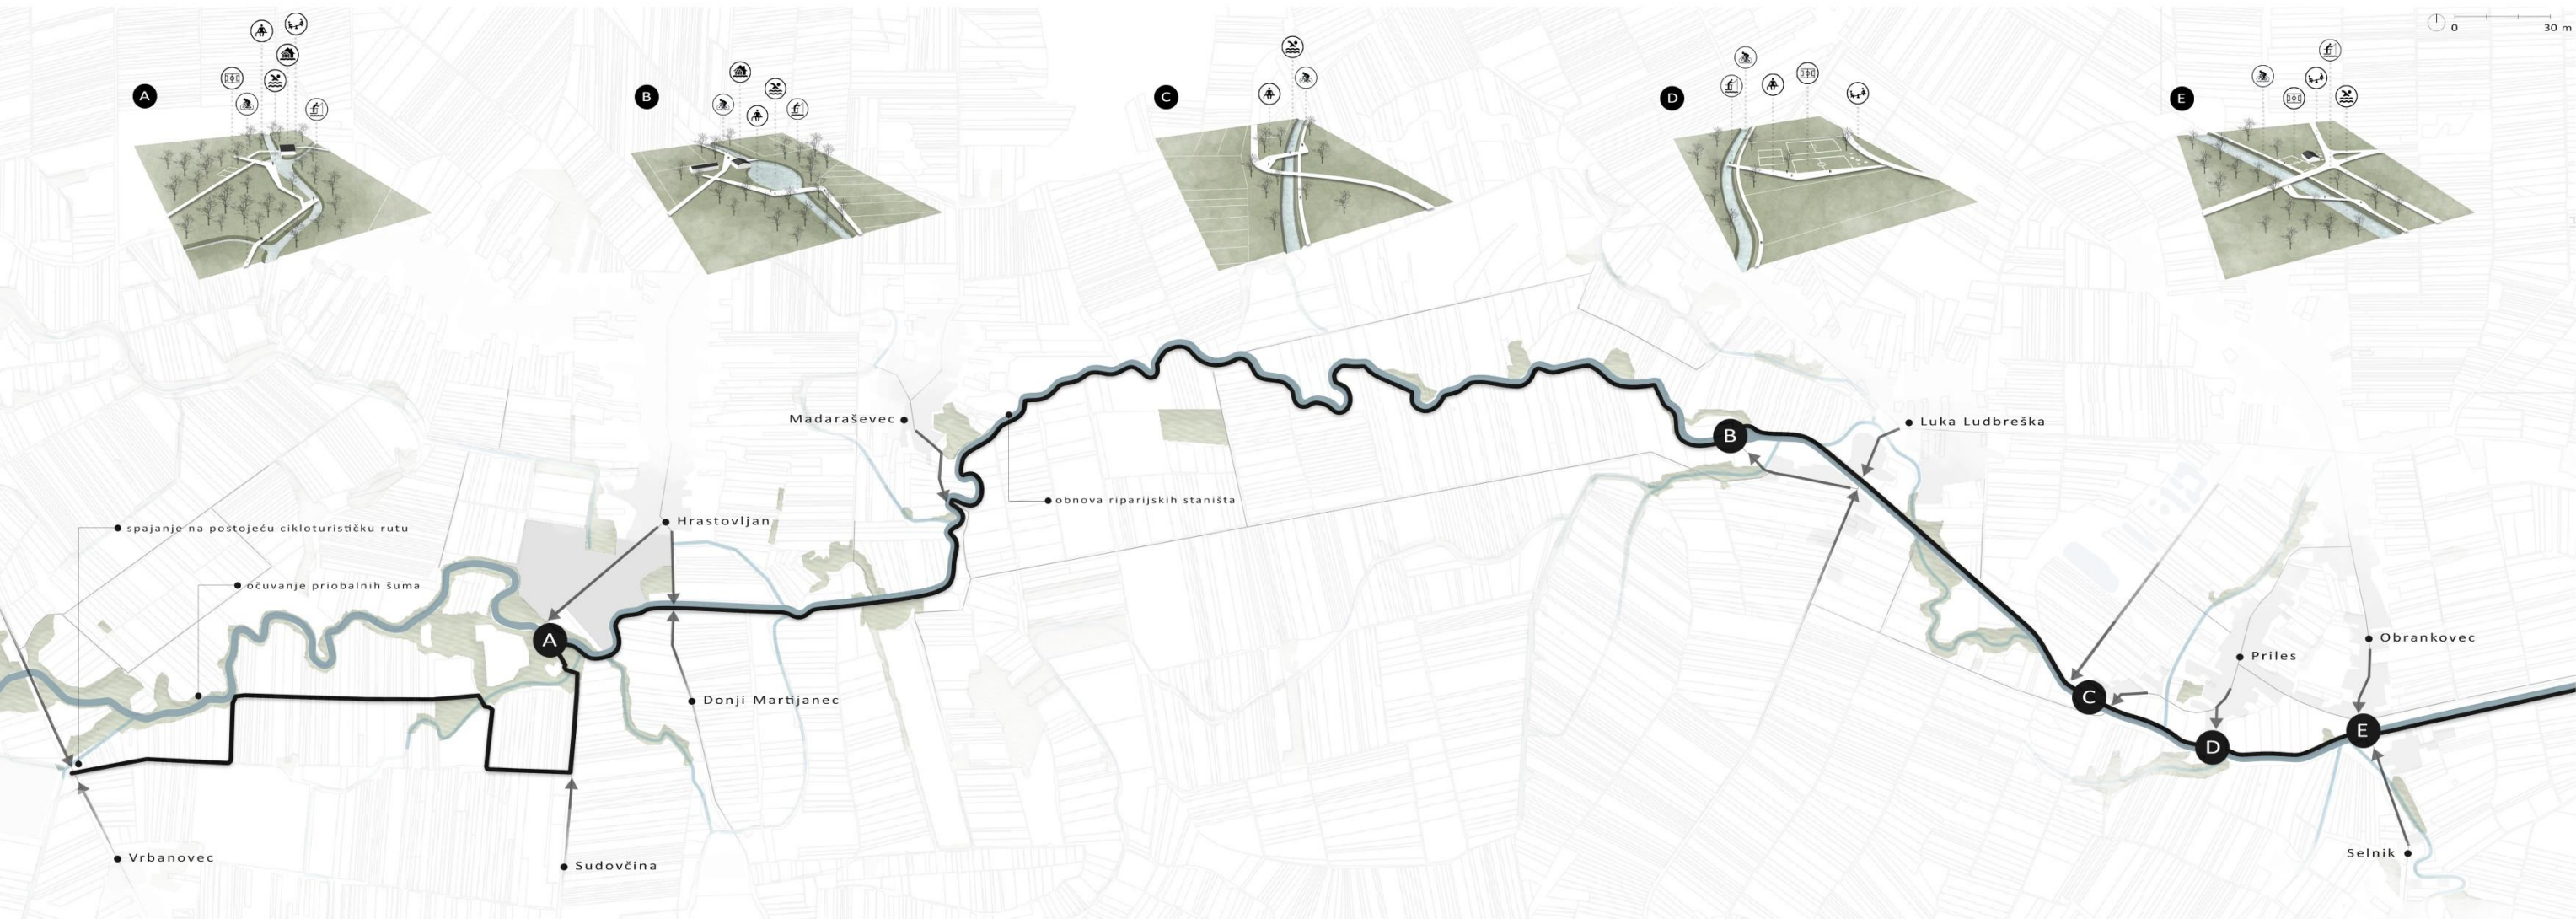 0 30 m
A
B
C
D
E
Madaraševec
Luka Ludbreška
B
obnova riparijskih staništa
Hrastovljan
spajanje na postojeću cikloturističku rutu
očuvanje priobalnih šuma
A
Obrankovec
Priles
C
Donji Martijanec
E
D
Vrbanovec
Sudovčina
Selnik